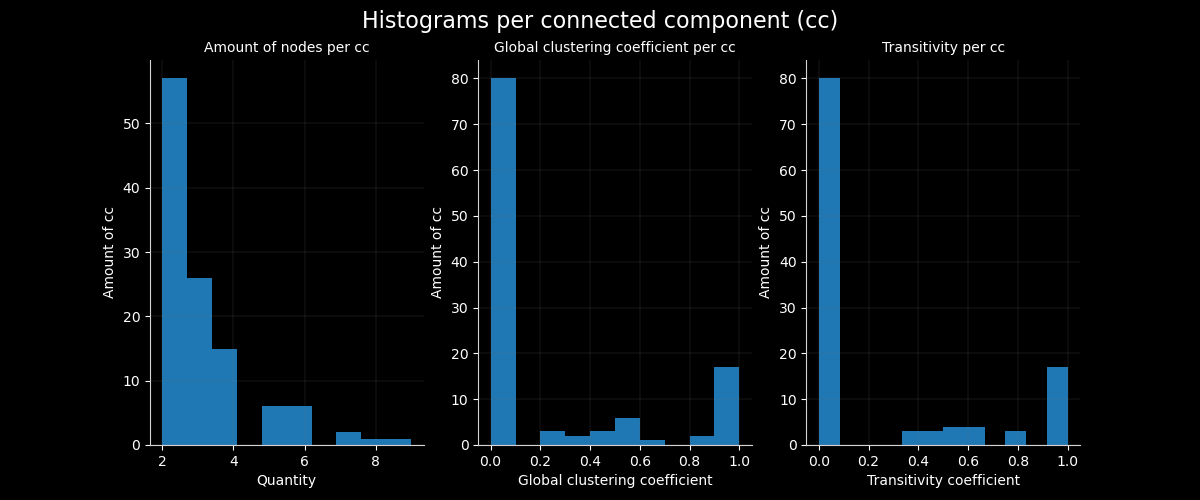 Histograms per connected component (cc)
Amount of nodes per cc
Global clustering coefficient per cc
Transitivity per cc
Amount of cc
50
40
30
20
10
0
2 4 6 8
Quantity
Amount of cc
80
70
60
50
40
30
20
10
0
0.0 0.2 0.4 0.6 0.8 1.0
Global clustering coefficient
Amount of cc
80
70
60
50
40
30
20
10
0
0.0 0.2 0.4 0.6 0.8 1.0
Transitivity coefficient